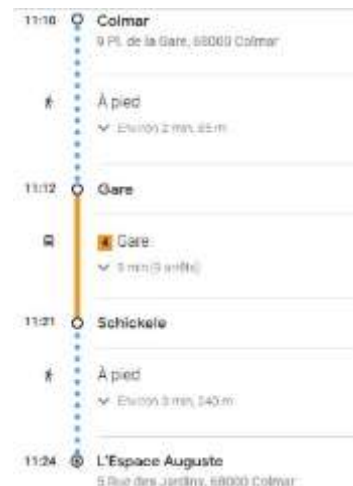 11:10 Colmar
9 Pl. de la Gare, 68000 Colmar
À pied
Environ 2 min, 85 m
11:12 Gare
4 Gare
9 min (9 arrêts)
11:21 Schickele
À pied
Environ 3 min, 240 m
11:24 L'Espace Auguste
5 Rue des Jardins, 68000 Colmar